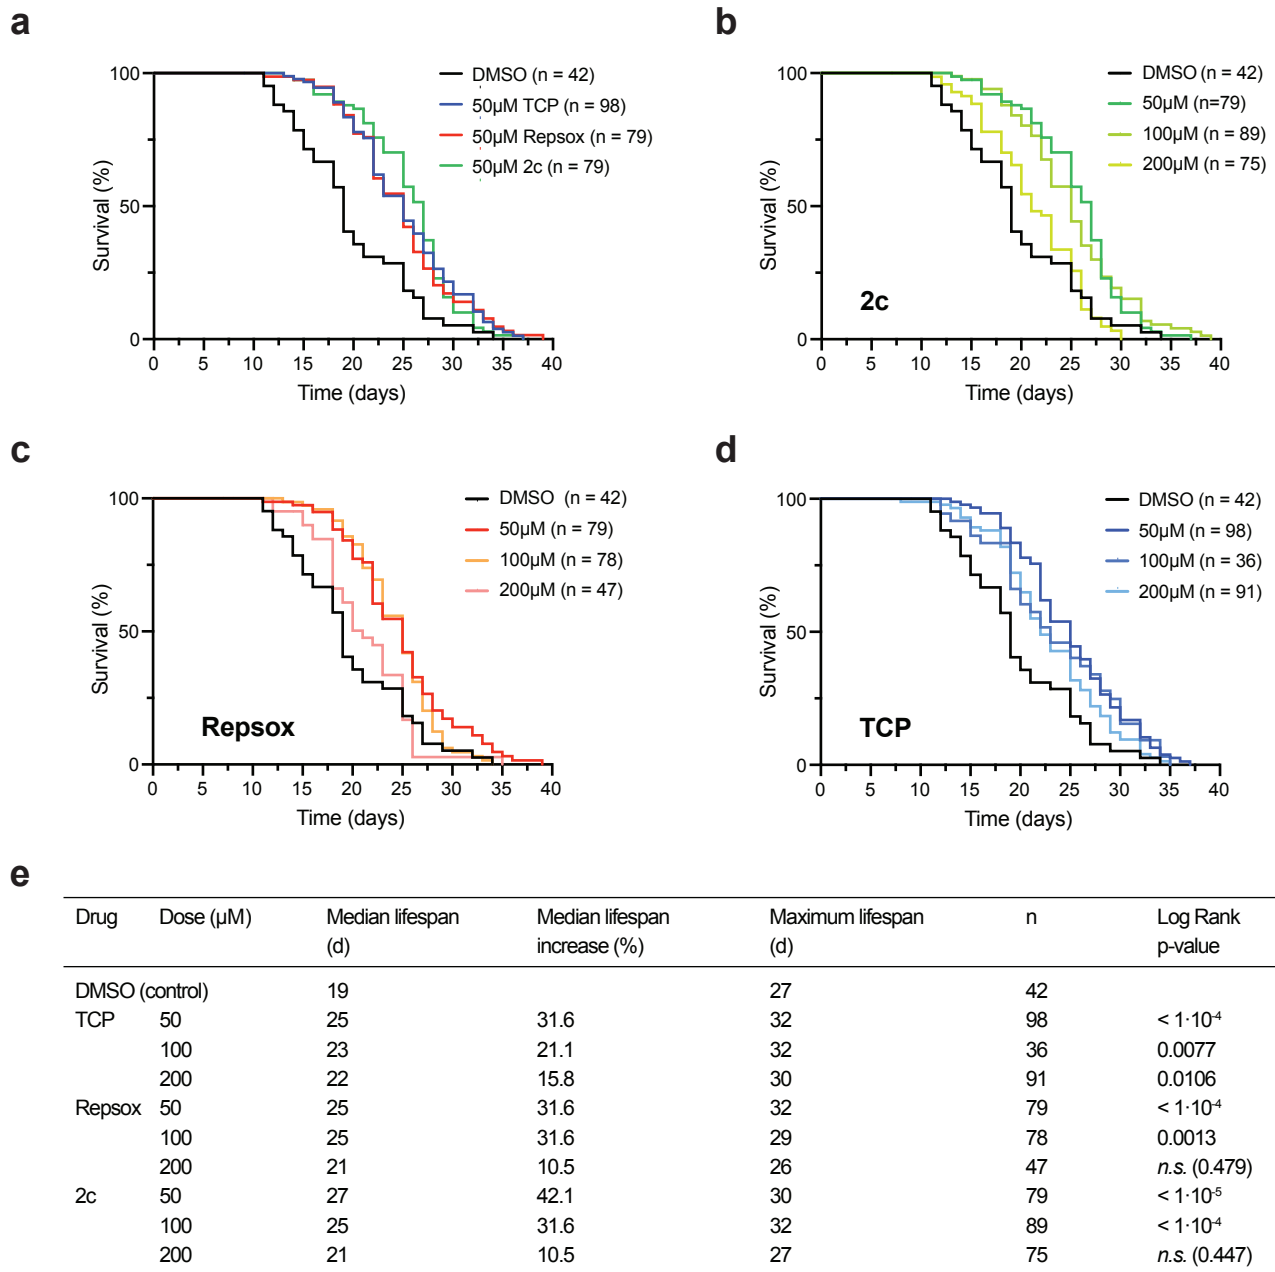 a
100
50
0
Survival (%)
0 5 10 15 20 25 30 35 40
Time (days)
DMSO (n = 42)
50µM TCP (n = 98)
50µM Repsox (n = 79)
50µM 2c (n = 79)
b
100
50
0
Survival (%)
0 5 10 15 20 25 30 35 40
Time (days)
DMSO (n = 42)
50µM (n=79)
100µM (n = 89)
200µM (n = 75)
2c
c
100
50
0
Survival (%)
0 5 10 15 20 25 30 35 40
Time (days)
DMSO (n = 42)
50µM (n = 79)
100µM (n = 78)
200µM (n = 47)
Repsox
d
100
50
0
Survival (%)
0 5 10 15 20 25 30 35 40
Time (days)
DMSO (n = 42)
50µM (n = 98)
100µM (n = 36)
200µM (n = 91)
TCP
e
Drug Dose (µM) Median lifespan (d) Median lifespan increase (%) Maximum lifespan (d) n Log Rank p-value
DMSO (control) 19 27 42
TCP 50 25 31.6 32 98 < 1·10⁻⁴
100 23 21.1 32 36 0.0077
200 22 15.8 30 91 0.0106
Repsox 50 25 31.6 32 79 < 1·10⁻⁴
100 25 31.6 29 78 0.0013
200 21 10.5 26 47 n.s. (0.479)
2c 50 27 42.1 30 79 < 1·10⁻⁵
100 25 31.6 32 89 < 1·10⁻⁴
200 21 10.5 27 75 n.s. (0.447)